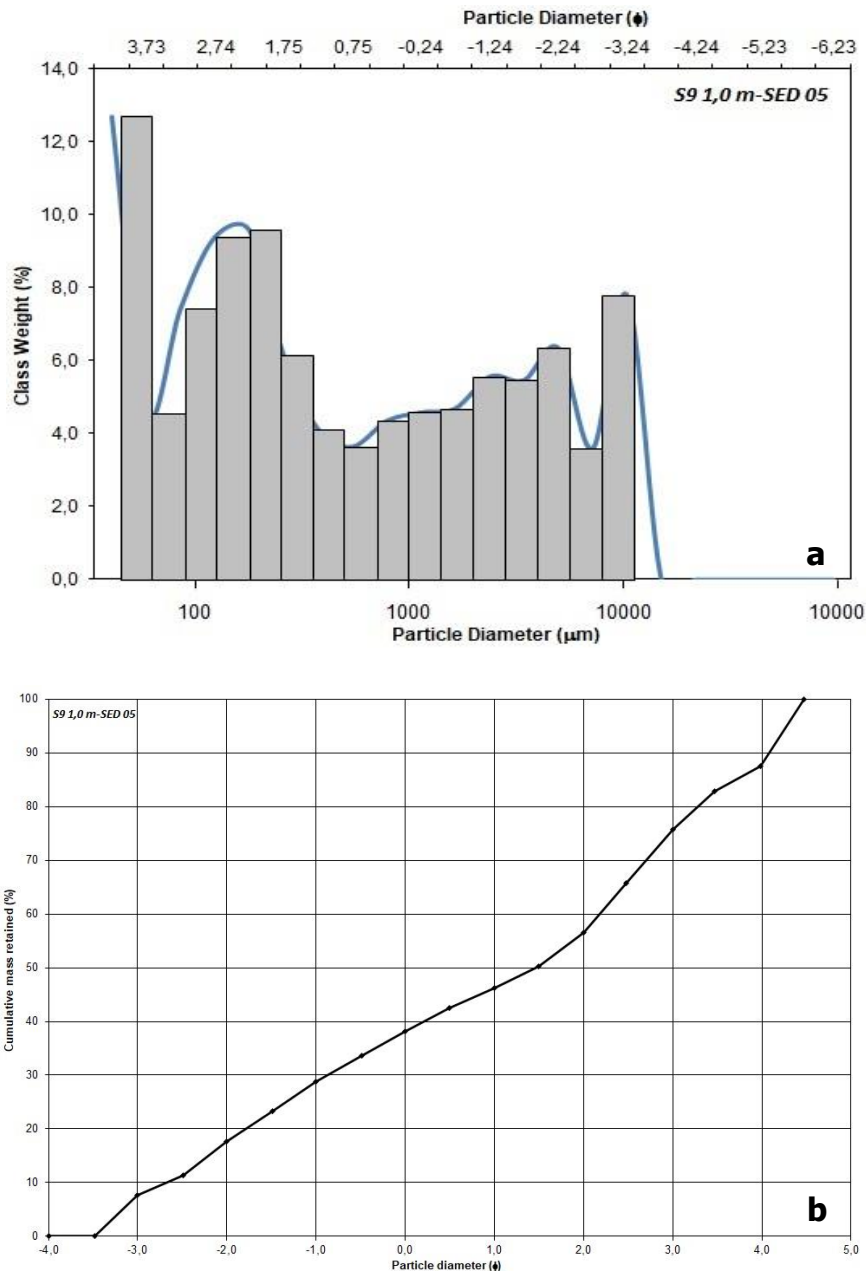 Particle Diameter (ϕ)
3,73 2,74 1,75 0,75 -0,24 -1,24 -2,24 -3,24 -4,24 -5,23 -6,23
14,0
S9 1,0 m-SED 05
12,0
10,0
8,0
6,0
4,0
2,0
0,0
Class Weight (%)
a
100 1000 10000 10000
Particle Diameter (μm)
100
S9 1,0 m-SED 05
90
80
70
60
50
40
30
20
10
0
Cumulative mass retained (%)
b
-4,0 -3,0 -2,0 -1,0 0,0 1,0 2,0 3,0 4,0 5,0
Particle diameter (ϕ)